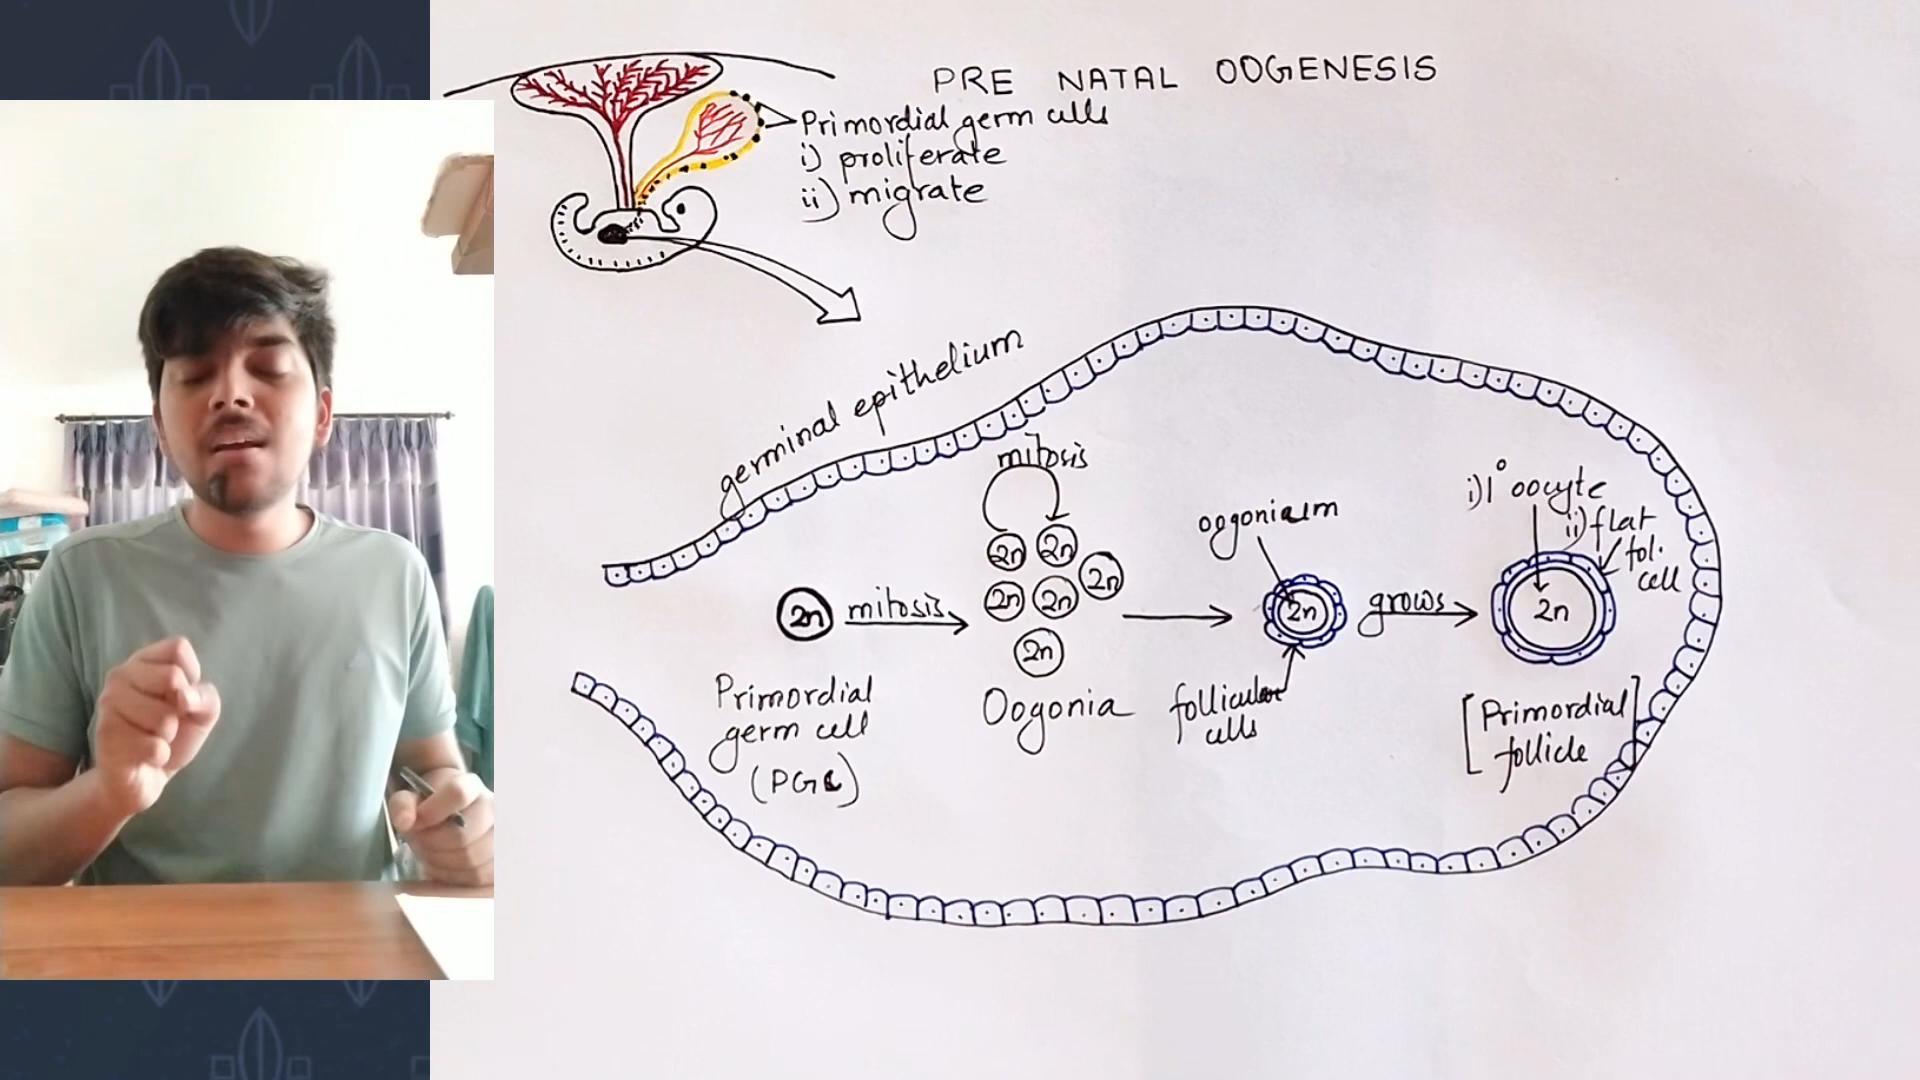 PRE NATAL OOGENESIS
Primordial germ cells
i) proliferate
ii) migrate
germinal epithelium
mitosis
2n
2n
2n
2n
2n
2n
Oogonia
2n
mitosis
Primordial
germ cell
(PGC)
oogonium
2n
follicular
cells
grows
i) 1° oocyte
ii) flat
fol.
cell
2n
[Primordial]
follicle